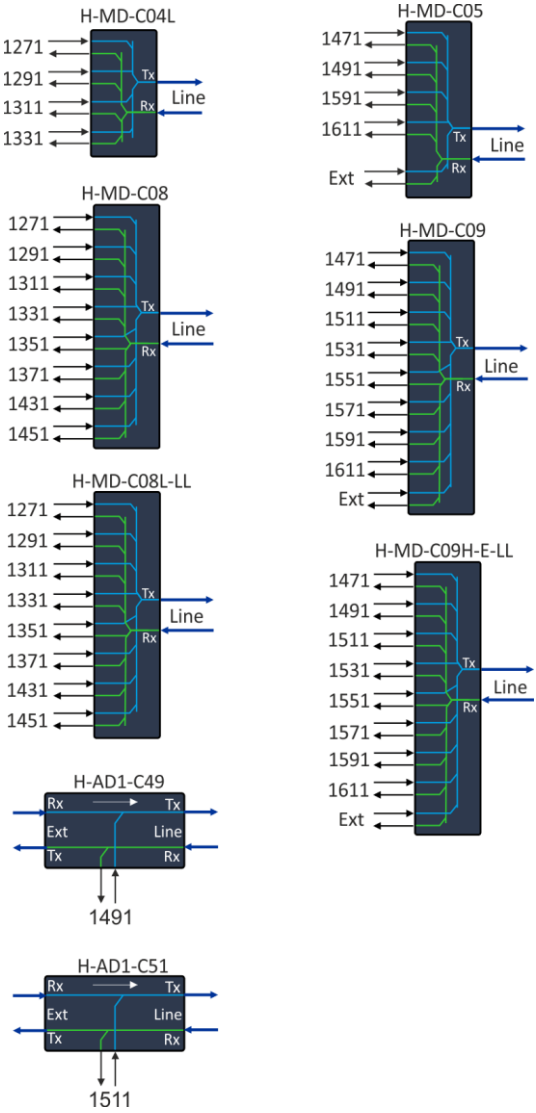 H-MD-C04L
1271
1291
1311
1331
Tx
Rx
Line
H-MD-C05
1471
1491
1591
1611
Ext
Tx
Rx
Line
H-MD-C08
1271
1291
1311
1331
1351
1371
1431
1451
Tx
Rx
Line
H-MD-C09
1471
1491
1511
1531
1551
1571
1591
1611
Ext
Tx
Rx
Line
H-MD-C08L-LL
1271
1291
1311
1331
1351
1371
1431
1451
Tx
Rx
Line
H-MD-C09H-E-LL
1471
1491
1511
1531
1551
1571
1591
1611
Ext
Tx
Rx
Line
H-AD1-C49
Rx Tx
Ext Line
Tx Rx
1491
H-AD1-C51
Rx Tx
Ext Line
Tx Rx
1511